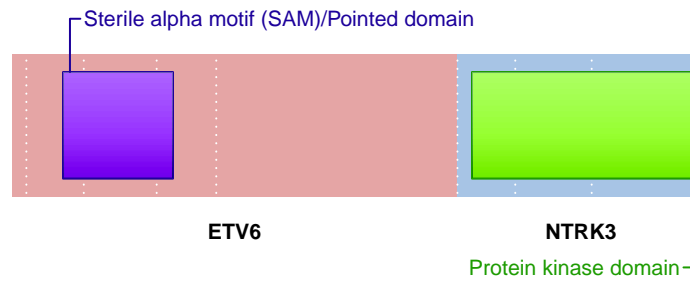 Sterile alpha motif (SAM)/Pointed domain
ETV6 NTRK3
Protein kinase domain